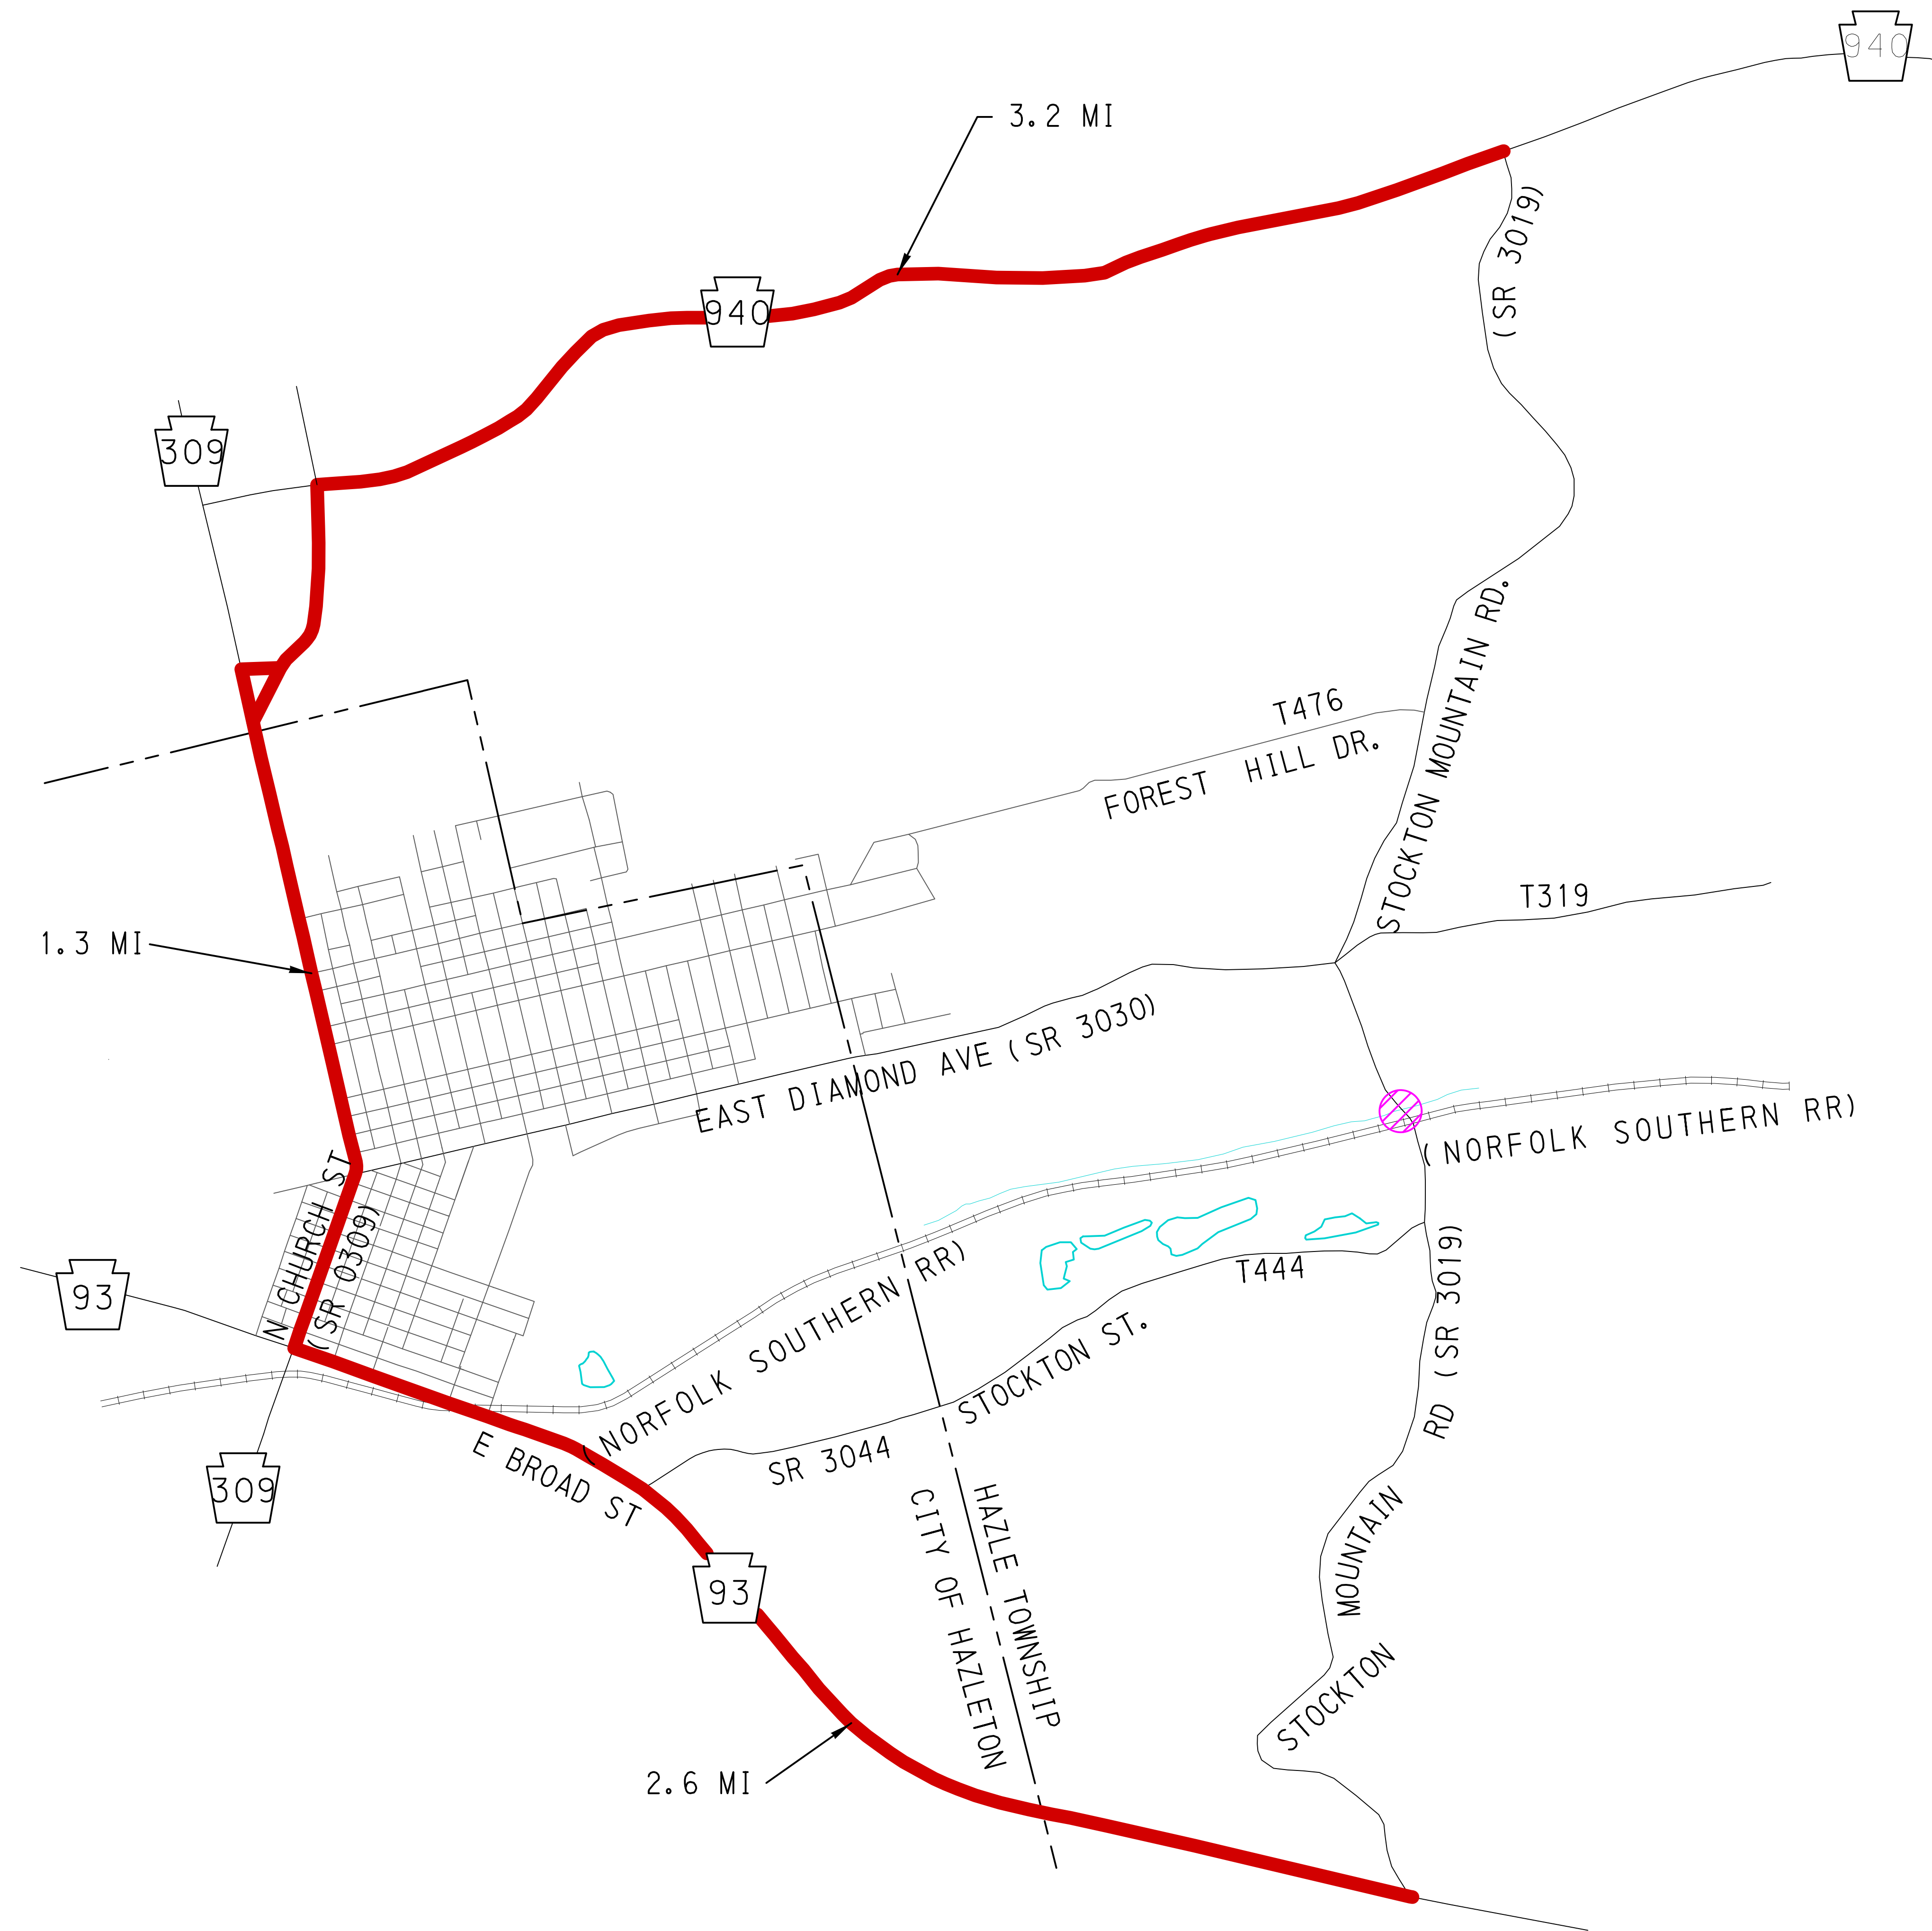 940
3.2 MI
(SR 3019)
940
309
STOCKTON MOUNTAIN RD.
T476
FOREST HILL DR.
T319
1.3 MI
EAST DIAMOND AVE (SR 3030)
(NORFOLK SOUTHERN RR)
N CHURCH ST
(SR 0309)
93
T444
(NORFOLK SOUTHERN RR)
STOCKTON ST.
SR 3044
STOCKTON MOUNTAIN RD (SR 3019)
E BROAD ST
309
93
CITY OF HAZLETON
HAZLE TOWNSHIP
2.6 MI